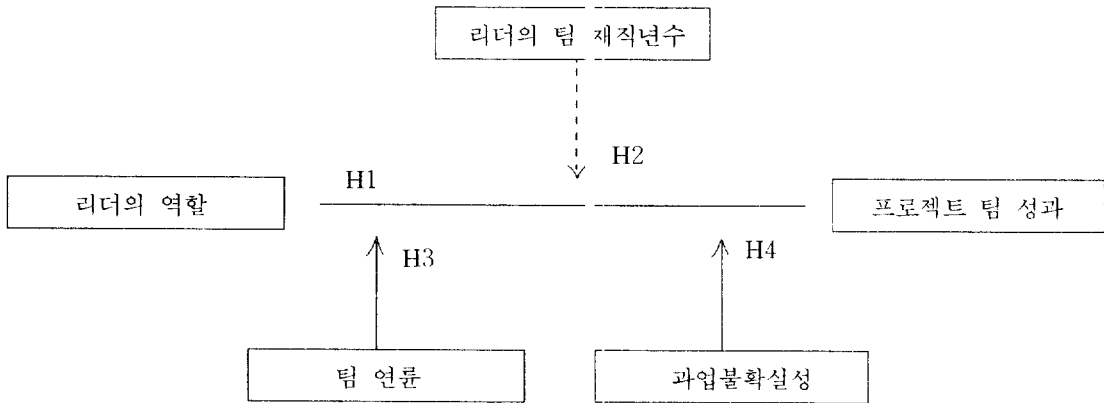 리더의 팀 재직년수
H2
H1
리더의 역할
프로젝트 팀 성과
H3
H4
팀 연륜
과업불확실성